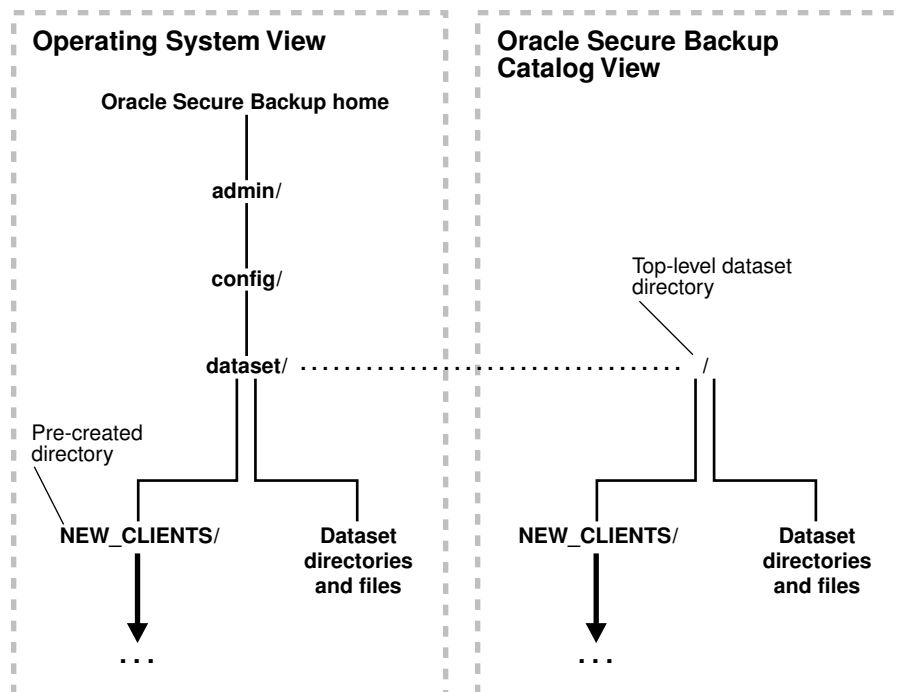 Operating System View
Oracle Secure Backup home
admin/
config/
dataset/
Pre-created
directory
NEW_CLIENTS/
Dataset
directories
and files
. . .
Oracle Secure Backup
Catalog View
Top-level dataset
directory
/
NEW_CLIENTS/
Dataset
directories
and files
. . .